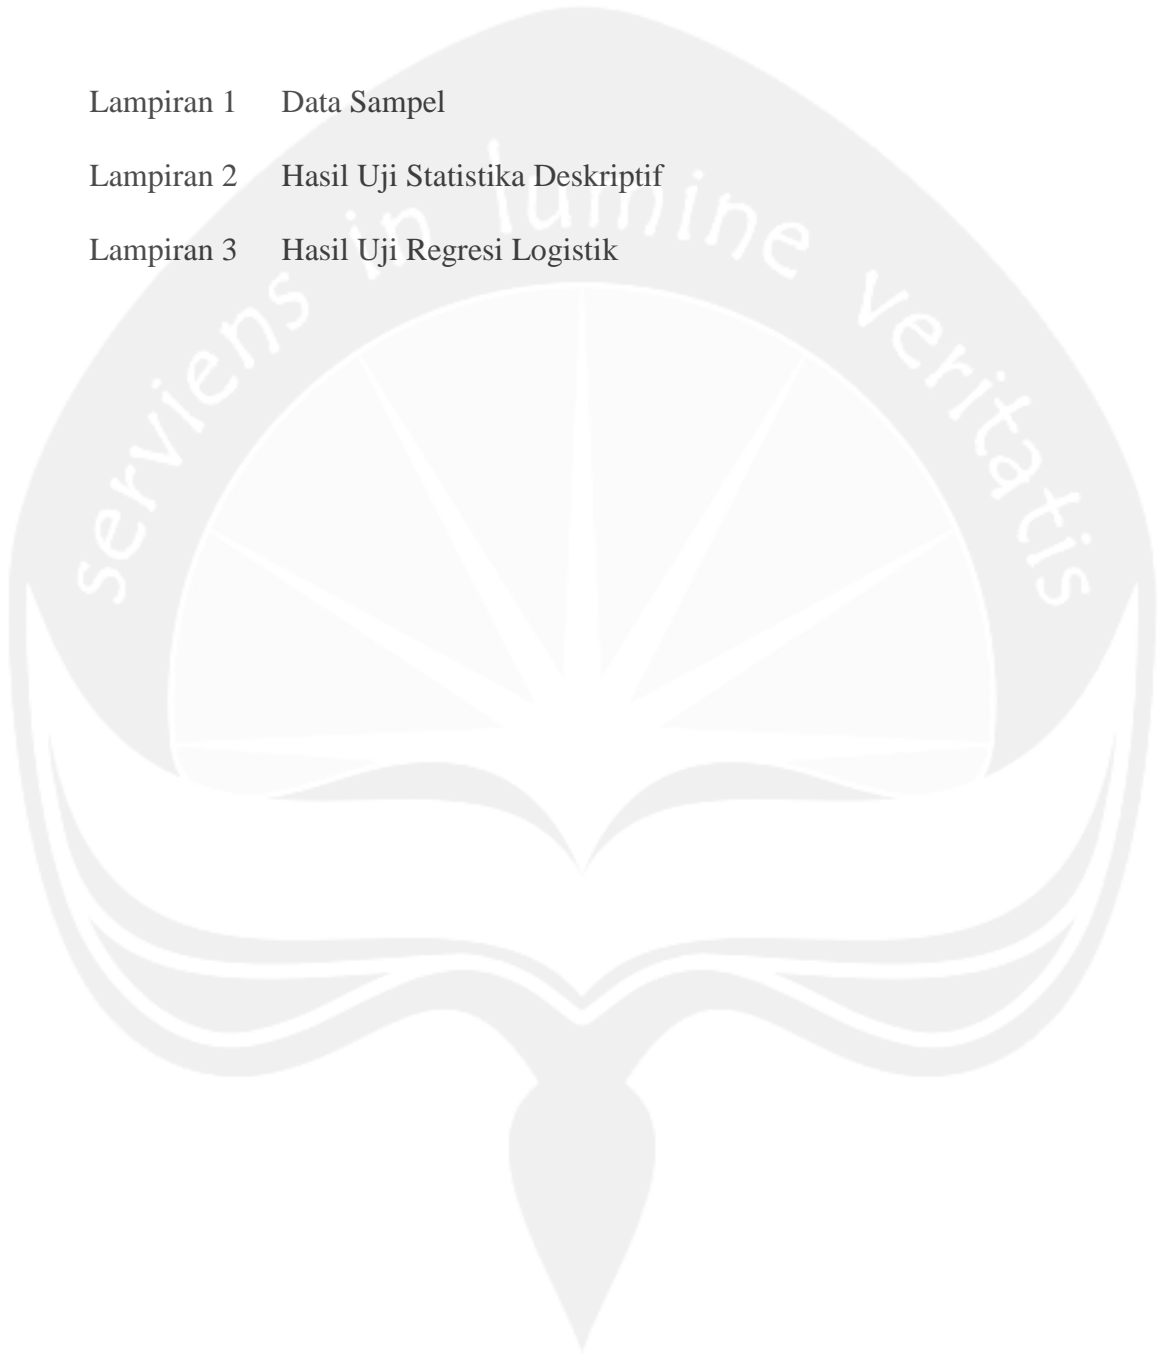 Lampiran 1 Data Sampel
Lampiran 2 Hasil Uji Statistika Deskriptif
Lampiran 3 Hasil Uji Regresi Logistik
serviens in lumine veritatis